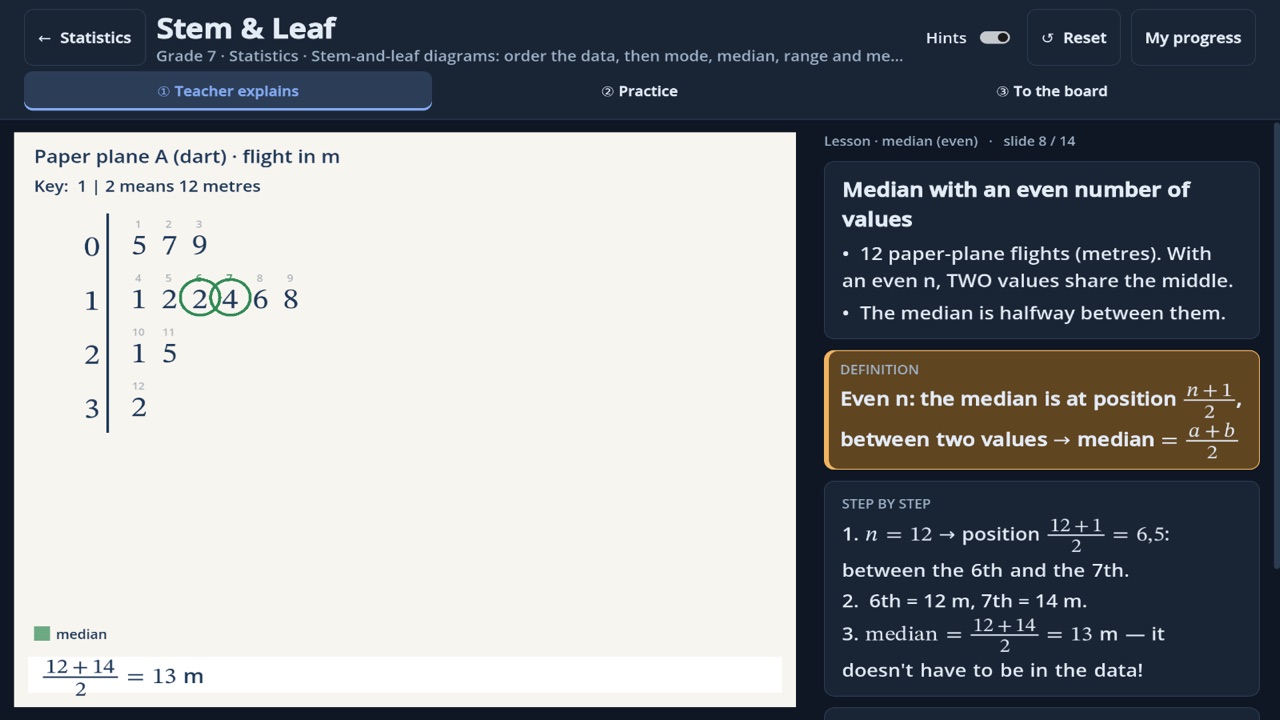 ← Statistics
Stem & Leaf
Grade 7 · Statistics · Stem-and-leaf diagrams: order the data, then mode, median, range and me...
Hints
↺ Reset
My progress
① Teacher explains
② Practice
③ To the board
Paper plane A (dart) · flight in m
Key: 1 | 2 means 12 metres
1 2 3
0 | 5 7 9
4 5 6 7 8 9
1 | 1 2 2 4 6 8
10 11
2 | 1 5
12
3 | 2
median
(12 + 14)/2 = 13 m
Lesson · median (even) · slide 8 / 14
Median with an even number of
values
• 12 paper-plane flights (metres). With
an even n, TWO values share the middle.
• The median is halfway between them.
DEFINITION
Even n: the median is at position (n + 1)/2,
between two values → median = (a + b)/2
STEP BY STEP
1. n = 12 → position (12 + 1)/2 = 6,5:
between the 6th and the 7th.
2. 6th = 12 m, 7th = 14 m.
3. median = (12 + 14)/2 = 13 m — it
doesn't have to be in the data!